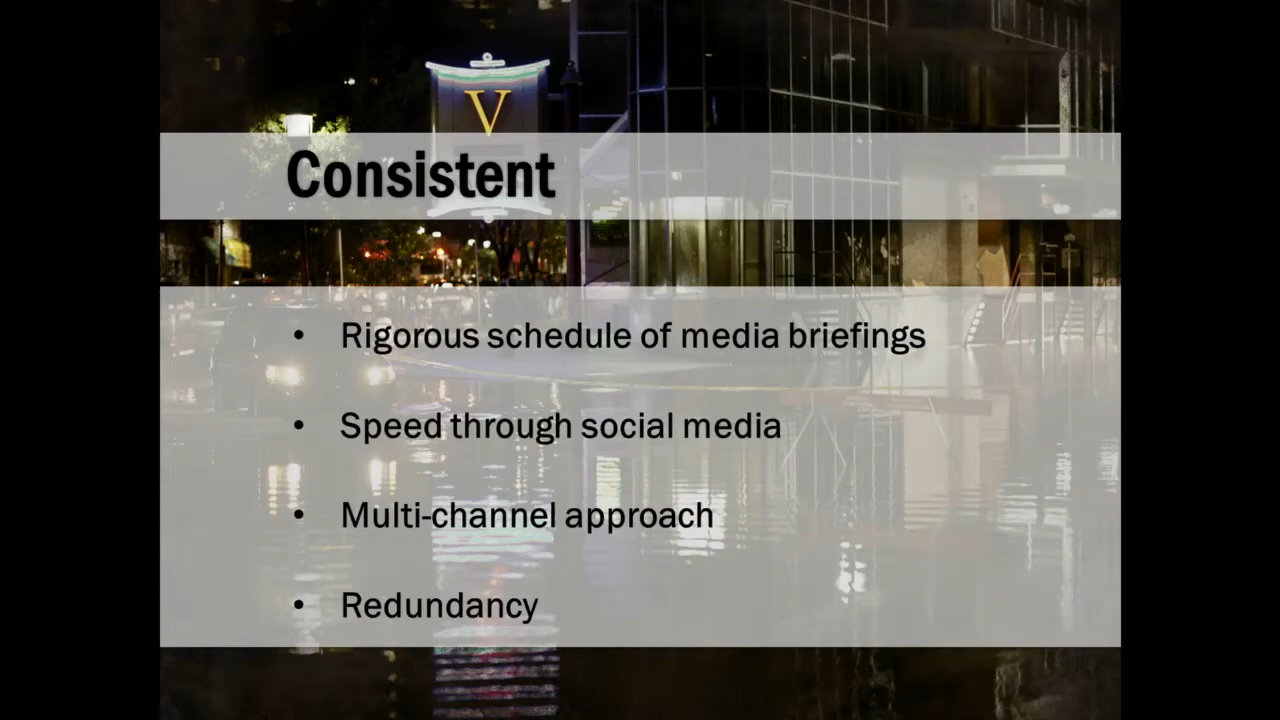 V
Consistent
• Rigorous schedule of media briefings
• Speed through social media
• Multi-channel approach
• Redundancy